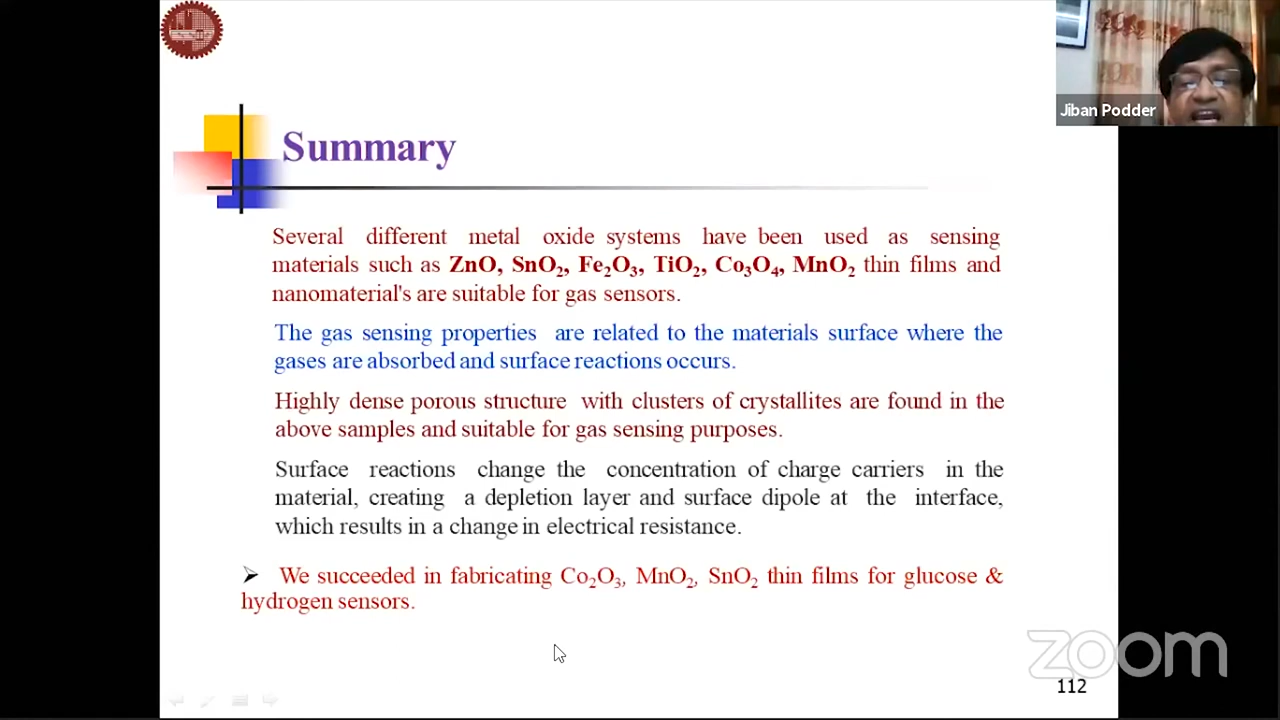 Jiban Podder
Summary
Several different metal oxide systems have been used as sensing
materials such as ZnO, SnO₂, Fe₂O₃, TiO₂, Co₃O₄, MnO₂ thin films and
nanomaterial's are suitable for gas sensors.
The gas sensing properties are related to the materials surface where the
gases are absorbed and surface reactions occurs.
Highly dense porous structure with clusters of crystallites are found in the
above samples and suitable for gas sensing purposes.
Surface reactions change the concentration of charge carriers in the
material, creating a depletion layer and surface dipole at the interface,
which results in a change in electrical resistance.
➢ We succeeded in fabricating Co₂O₃, MnO₂, SnO₂ thin films for glucose &
hydrogen sensors.
zoom
112